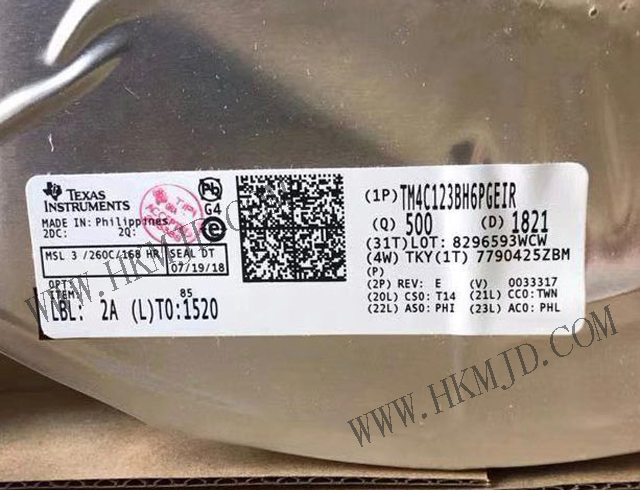 TEXAS
INSTRUMENTS
MADE IN: Philippines
2DC: 2Q:
MSL 3 /260C/168 HR SEAL DT
07/19/18
OPT:
ITEM: 85
LBL: 2A (L)TO:1520
Pb
G4
e
TIPI
(1P) TM4C123BH6PGEIR
(Q) 500 (D) 1821
(31T)LOT: 8296593WCW
(4W) TKY(1T) 7790425ZBM
(P)
(2P) REV: E (V) 0033317
(20L) CSO: T14 (21L) CCO:TWN
(22L) ASO: PHI (23L) ACO: PHL
WWW.HKMJD.COM
WWW.HKMJD.COM